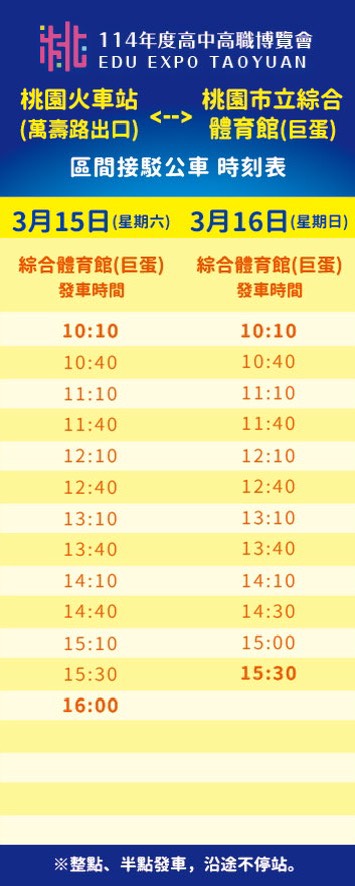 桃 114年度高中高職博覽會
EDU EXPO TAOYUAN
桃園火車站 <--> 桃園市立綜合
(萬壽路出口) 體育館(巨蛋)
區間接駁公車 時刻表
3月15日(星期六) 3月16日(星期日)
綜合體育館(巨蛋) 綜合體育館(巨蛋)
發車時間 發車時間
10:10 10:10
10:40 10:40
11:10 11:10
11:40 11:40
12:10 12:10
12:40 12:40
13:10 13:10
13:40 13:40
14:10 14:10
14:40 14:30
15:10 15:00
15:30 15:30
16:00
※整點、半點發車，沿途不停站。